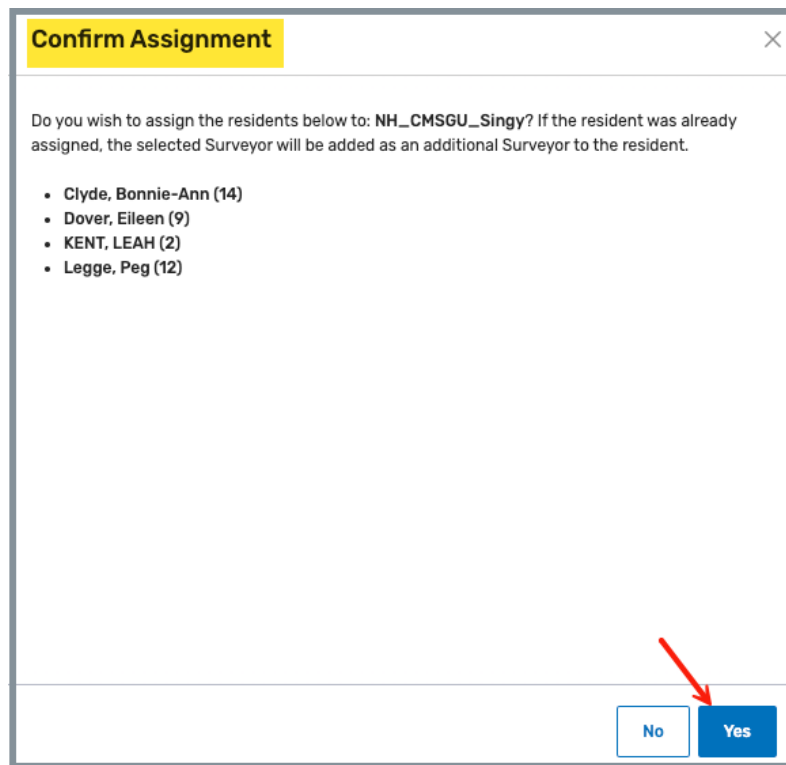 Confirm Assignment
Do you wish to assign the residents below to: NH_CMSGU_Singy? If the resident was already
assigned, the selected Surveyor will be added as an additional Surveyor to the resident.
• Clyde, Bonnie-Ann (14)
• Dover, Eileen (9)
• KENT, LEAH (2)
• Legge, Peg (12)
No
Yes